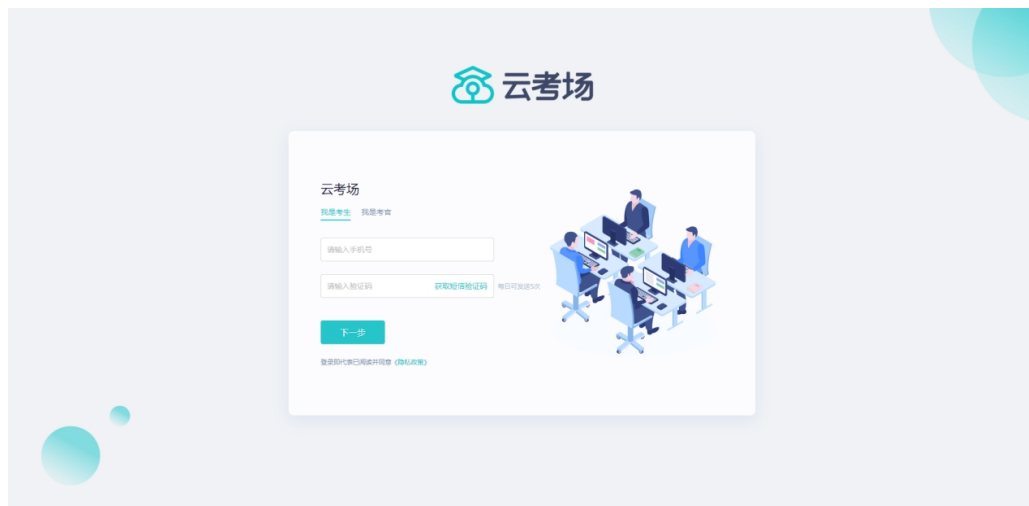 云考场
云考场
我是考生 我是考官
请输入手机号
请输入验证码 获取短信验证码 每日可发送5次
下一步
登录即代表已阅读并同意《隐私政策》